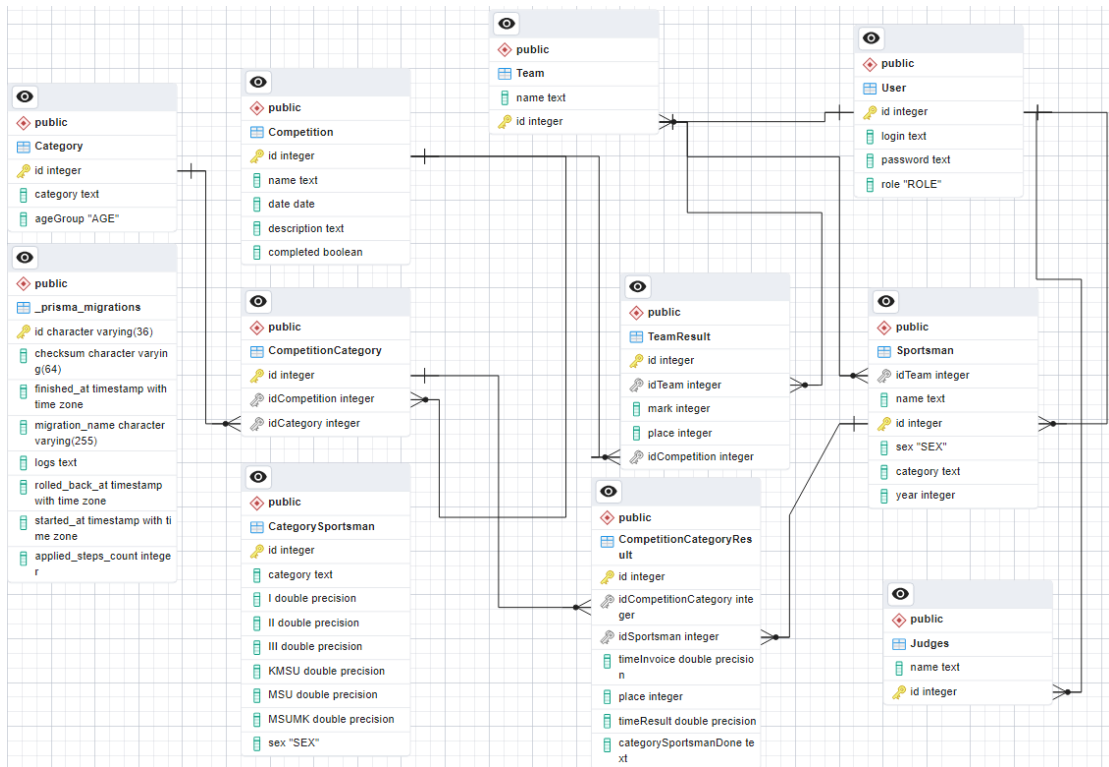 public
Team
name text
id integer
public
User
id integer
login text
password text
role "ROLE"
public
Category
id integer
category text
ageGroup "AGE"
public
Competition
id integer
name text
date date
description text
completed boolean
public
_prisma_migrations
id character varying(36)
checksum character varyin
g(64)
finished_at timestamp with
time zone
migration_name character
varying(255)
logs text
rolled_back_at timestamp
with time zone
started_at timestamp with ti
me zone
applied_steps_count intege
r
public
CompetitionCategory
id integer
idCompetition integer
idCategory integer
public
CategorySportsman
id integer
category text
I double precision
II double precision
III double precision
KMSU double precision
MSU double precision
MSUMK double precision
sex "SEX"
public
TeamResult
id integer
idTeam integer
mark integer
place integer
idCompetition integer
public
CompetitionCategoryRes
ult
id integer
idCompetitionCategory inte
ger
idSportsman integer
timeInvoice double precisio
n
place integer
timeResult double precision
categorySportsmanDone te
xt
public
Sportsman
idTeam integer
name text
id integer
sex "SEX"
category text
year integer
public
Judges
name text
id integer